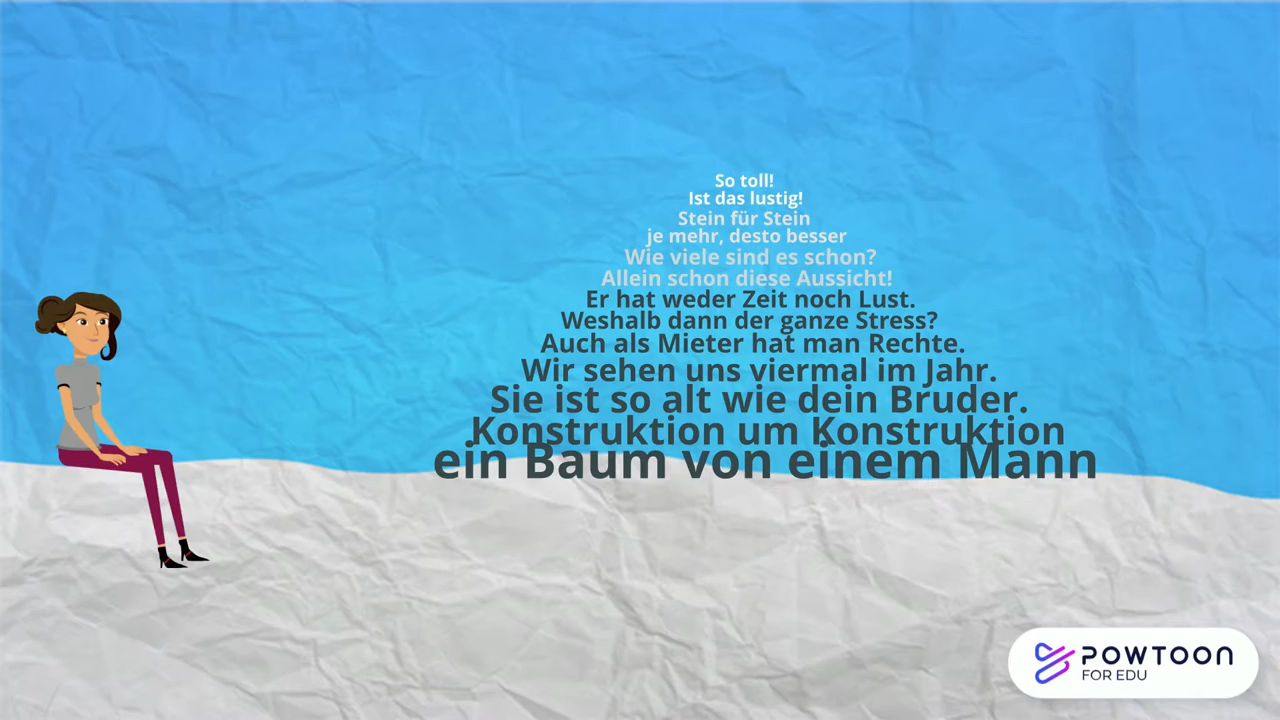 So toll!
Ist das lustig!
Stein für Stein
je mehr, desto besser
Wie viele sind es schon?
Allein schon diese Aussicht!
Er hat weder Zeit noch Lust.
Weshalb dann der ganze Stress?
Auch als Mieter hat man Rechte.
Wir sehen uns viermal im Jahr.
Sie ist so alt wie dein Bruder.
Konstruktion um Konstruktion
ein Baum von einem Mann
POWTOON
FOR EDU